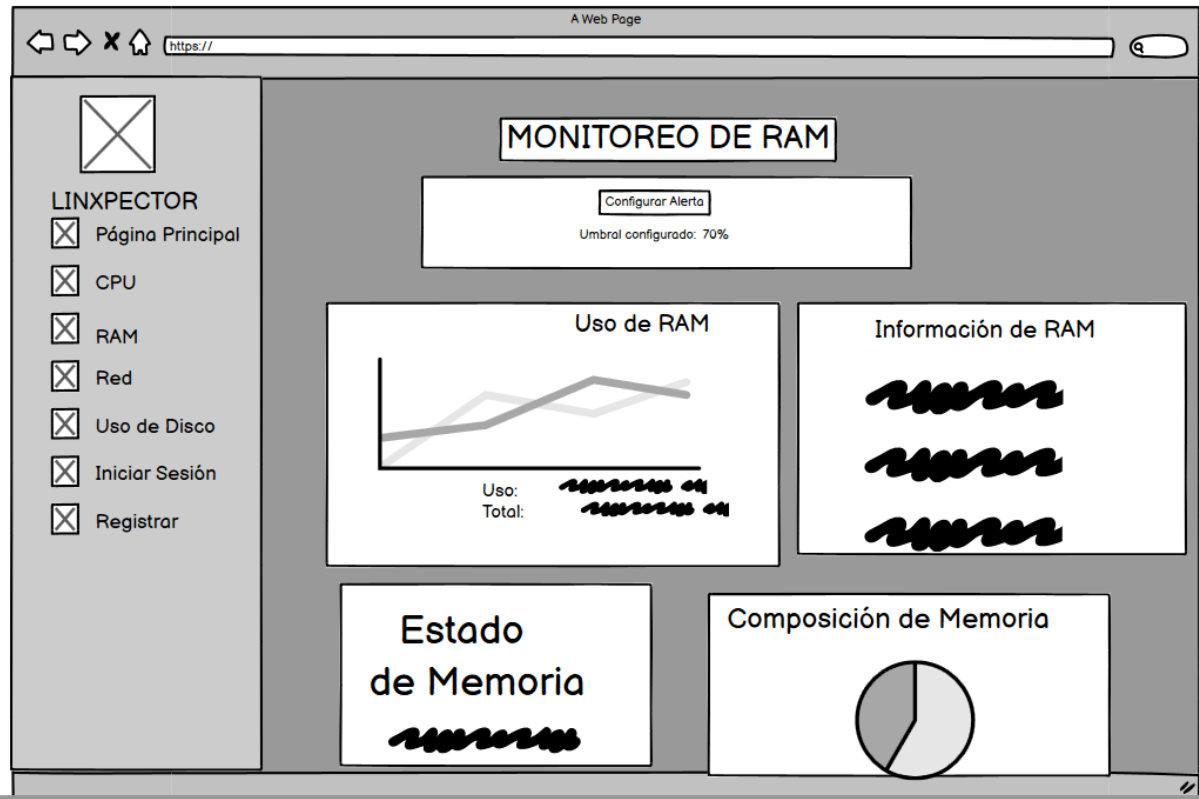 A Web Page
https://
LINXPECTOR
Página Principal
CPU
RAM
Red
Uso de Disco
Iniciar Sesión
Registrar
MONITOREO DE RAM
Configurar Alerta
Umbral configurado: 70%
Uso de RAM
Uso:
Total:
Información de RAM
Estado
de Memoria
Composición de Memoria